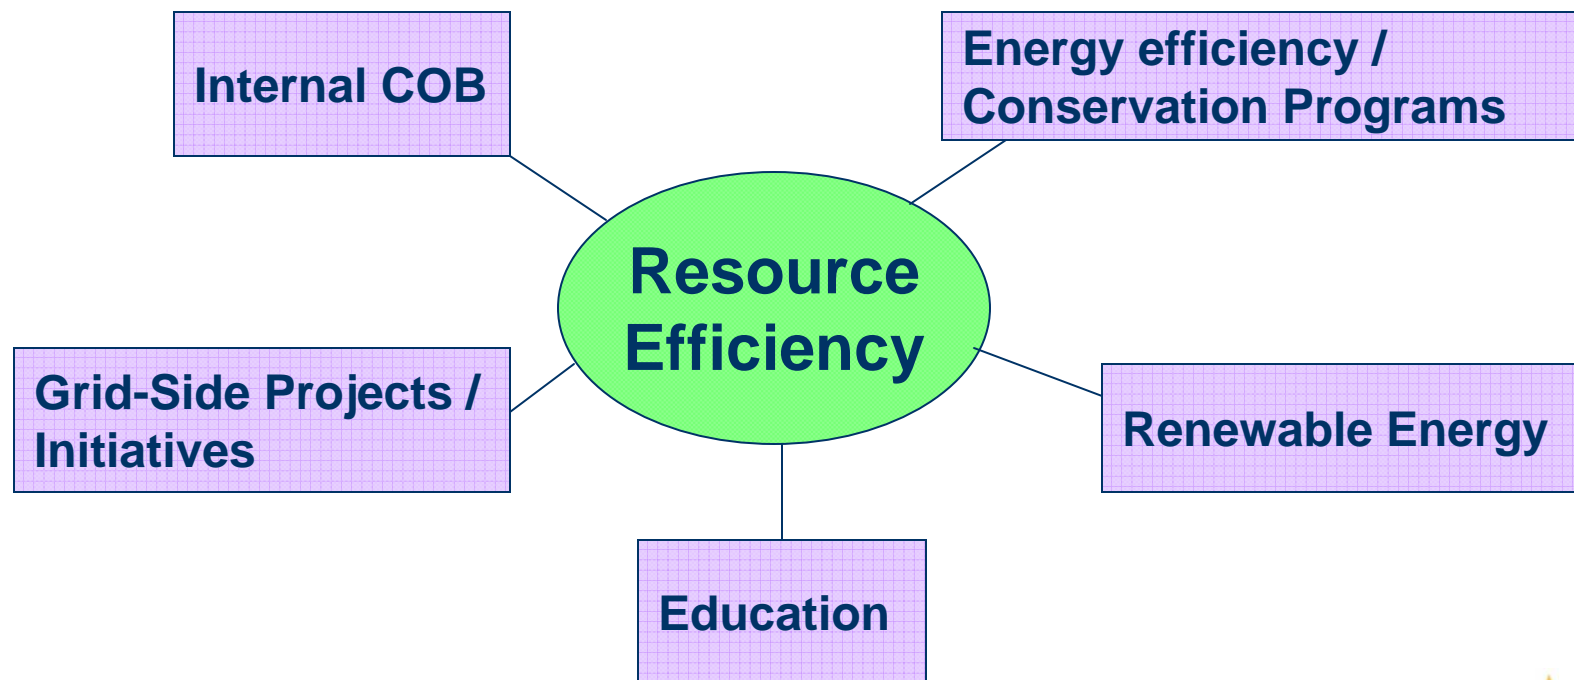 Internal COB
Energy efficiency /
Conservation Programs
Resource
Efficiency
Grid-Side Projects /
Initiatives
Renewable Energy
Education